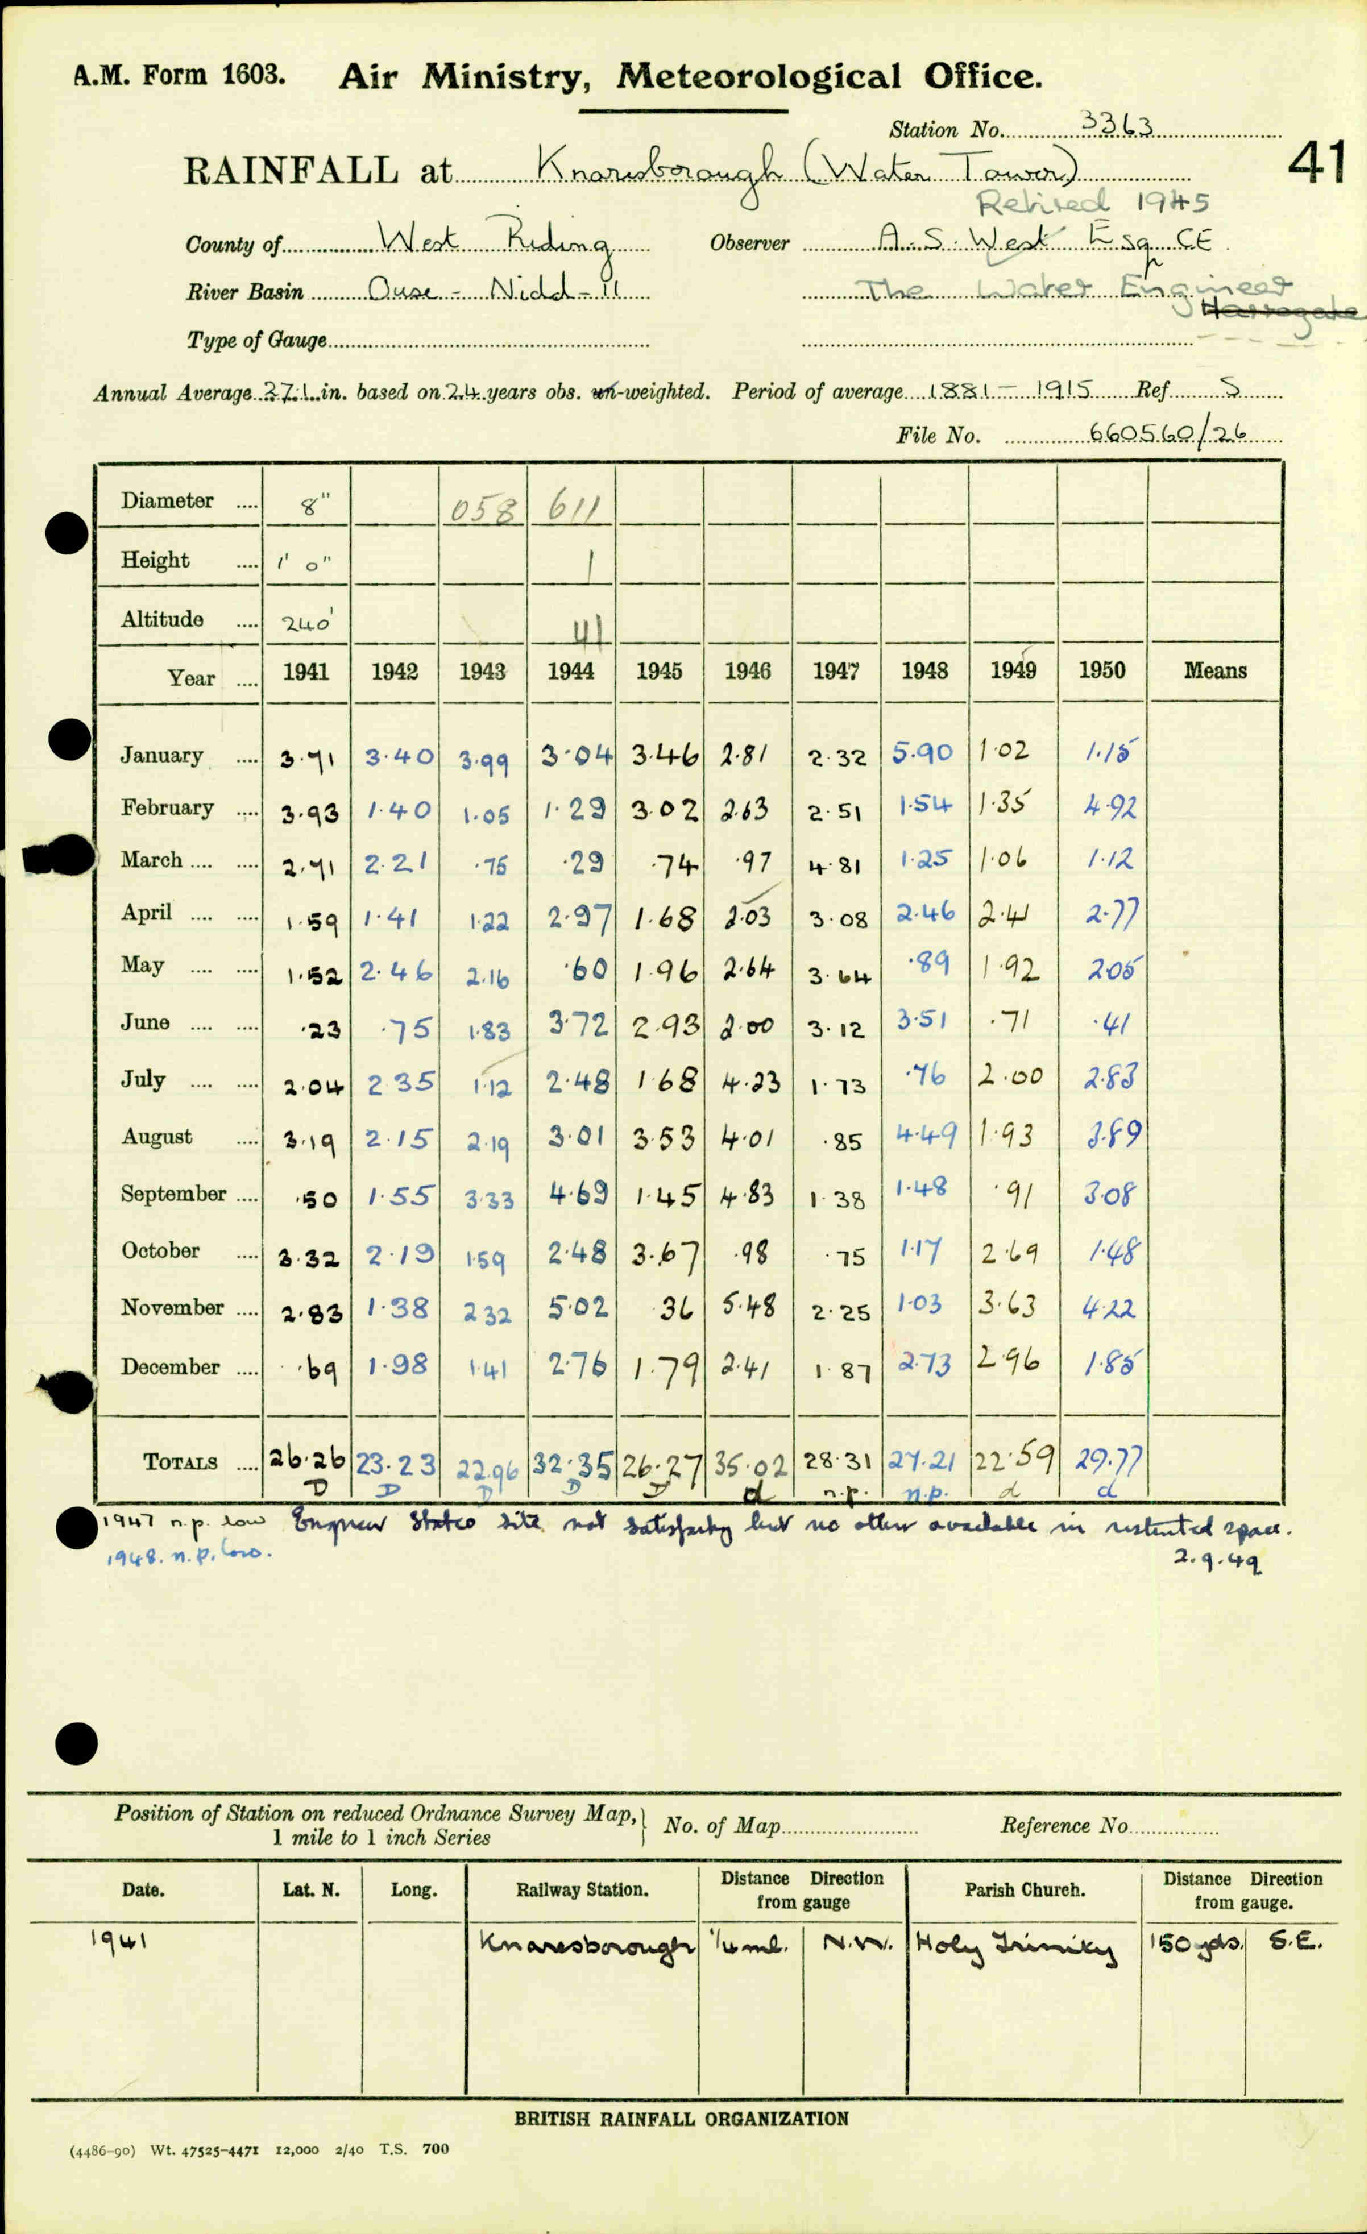 A.M. Form 1603. Air Ministry, Meteorological Office.
Station No. 3363
41
RAINFALL at Knaresborough (Water Tower)
Retired 1945
County of West Riding Observer A. S. West Esq CE
River Basin Ouse - Nidd - 11 The Water Engineer
Harrogate
Type of Gauge
Annual Average 27.1 in. based on 24 years obs. un-weighted. Period of average 1881 - 1915 Ref S
File No. 660560/26
Diameter .... 8" 058 611
Height .... 1' 0" 1
Altitude .... 240' 41
Year .... 1941 1942 1943 1944 1945 1946 1947 1948 1949 1950 Means
January .... 3.71 3.40 3.99 3.04 3.46 2.81 2.32 5.90 1.02 1.15
February .... 3.93 1.40 1.05 1.29 3.02 2.63 2.51 1.54 1.35 4.92
March .... .... 2.71 2.21 .75 .29 .74 .97 4.81 1.25 1.06 1.12
April .... .... 1.59 1.41 1.22 2.97 1.68 2.03 3.08 2.46 2.41 2.77
May .... .... 1.52 2.46 2.16 .60 1.96 2.64 3.64 .89 1.92 2.05
June .... .... .23 .75 1.83 3.72 2.93 2.00 3.12 3.51 .71 .41
July .... .... 2.04 2.35 1.12 2.48 1.68 4.23 1.73 .76 2.00 2.83
August .... 3.19 2.15 2.19 3.01 3.53 4.01 .85 4.49 1.93 3.89
September .... .50 1.55 3.33 4.69 1.45 4.83 1.38 1.48 .91 3.08
October .... 3.32 2.19 1.59 2.48 3.67 .98 .75 1.17 2.69 1.48
November .... 2.83 1.38 2.32 5.02 .36 5.48 2.25 1.03 3.63 4.22
December .... .69 1.98 1.41 2.76 1.79 2.41 1.87 2.73 2.96 1.85
TOTALS .... 26.26 23.23 22.96 32.35 26.27 35.02 28.31 27.21 22.59 29.77
D D D D D d n.p. n.p. d d
1947 n.p. low Engineer states site not satisfactory but no other available in restricted space.
1948. n.p. low. 2.9.49
Position of Station on reduced Ordnance Survey Map, 1 mile to 1 inch Series No. of Map Reference No.
Date. Lat. N. Long. Railway Station. Distance Direction from gauge Parish Church. Distance Direction from gauge.
1941 Knaresborough 1/4 ml. N.W. Holy Trinity 150 yds. S.E.
BRITISH RAINFALL ORGANIZATION
(4486-90) Wt. 47525-4471 12,000 2/40 T.S. 700